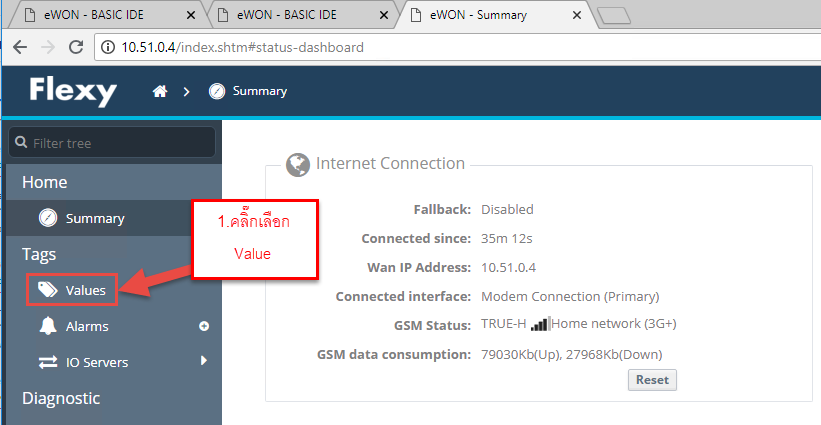 eWON - BASIC IDE
eWON - BASIC IDE
eWON - Summary
10.51.0.4/index.shtm#status-dashboard
Flexy
Summary
Filter tree
Home
Summary
Tags
Values
Alarms
IO Servers
Diagnostic
1.คลิ๊กเลือก
Value
Internet Connection
Fallback: Disabled
Connected since: 35m 12s
Wan IP Address: 10.51.0.4
Connected interface: Modem Connection (Primary)
GSM Status: TRUE-H Home network (3G+)
GSM data consumption: 79030Kb(Up), 27968Kb(Down)
Reset